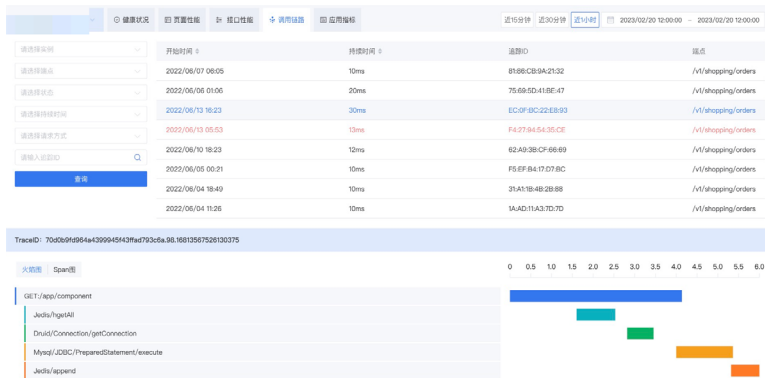 健康状况 页面性能 接口性能 调用链路 应用指标 近15分钟 近30分钟 近1小时 2023/02/20 12:00:00 - 2023/02/20 12:00:00
请选择实例
请选择端点
请选择状态
请选择持续时间
请选择请求方式
请输入追踪ID
查询
开始时间 持续时间 追踪ID 端点
2022/06/07 06:05 10ms 81:B6:CB:9A:21:32 /v1/shopping/orders
2022/06/06 01:06 20ms 75:69:5D:41:BE:47 /v1/shopping/orders
2022/06/13 16:23 30ms EC:0F:BC:22:E8:93 /v1/shopping/orders
2022/06/13 05:53 13ms F4:27:94:54:35:CE /v1/shopping/orders
2022/06/10 18:23 12ms 62:A9:3B:CF:66:69 /v1/shopping/orders
2022/06/05 00:21 10ms F5:EF:B4:17:D7:BC /v1/shopping/orders
2022/06/04 18:49 10ms 31:A1:1B:4B:2B:88 /v1/shopping/orders
2022/06/04 11:26 10ms 1A:AD:11:A3:7D:7D /v1/shopping/orders
TraceID: 70d0b9fd964a4399945f43ffad793c6a.98.16813567526130375
火焰图 Span图 0 0.5 1.0 1.5 2.0 2.5 3.0 3.5 4.0 4.5 5.0 5.5 6.0
GET:/app/component
Jedis/hgetAll
Druid/Connection/getConnection
Mysql/JDBC/PreparedStatement/execute
Jedis/append